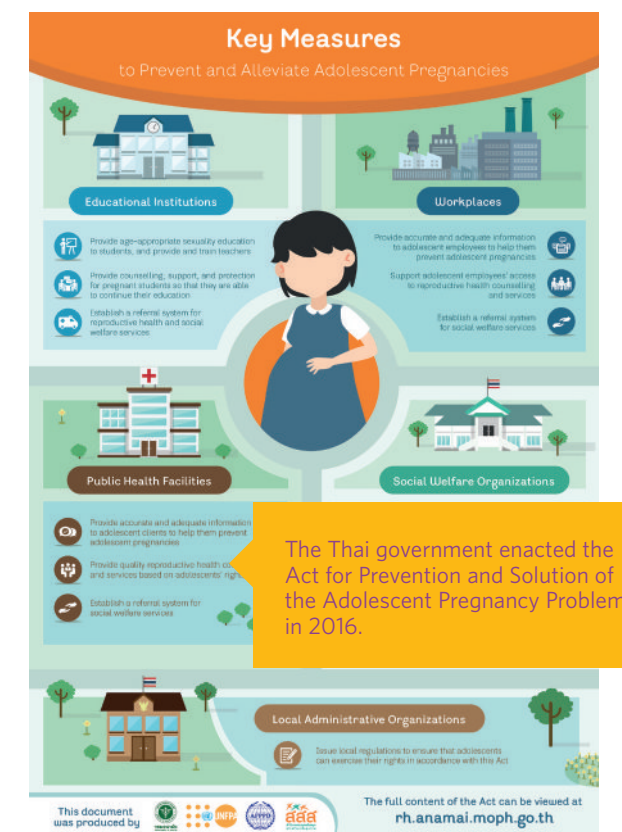 Key Measures
to Prevent and Alleviate Adolescent Pregnancies
Educational Institutions
Provide age-appropriate sexuality education
to students, and provide and train teachers
Provide counselling, support, and protection
for pregnant students so that they are able
to continue their education
Establish a referral system for
reproductive health and social
welfare services
Workplaces
Provide accurate and adequate information
to adolescent employees to help them
prevent adolescent pregnancies
Support adolescent employees' access
to reproductive health counselling
and services
Establish a referral system
for social welfare services
Public Health Facilities
Provide accurate and adequate information
to adolescent clients to help them prevent
adolescent pregnancies
Provide quality reproductive health
and services based on adolescents'
Establish a referral system for
social welfare services
Social Welfare Organizations
The Thai government enacted the
Act for Prevention and Solution of
the Adolescent Pregnancy Problem
in 2016.
Local Administrative Organizations
Issue local regulations to ensure that adolescents
can exercise their rights in accordance with this Act
This document
was produced by
UNFPA
สสส
The full content of the Act can be viewed at
rh.anamai.moph.go.th